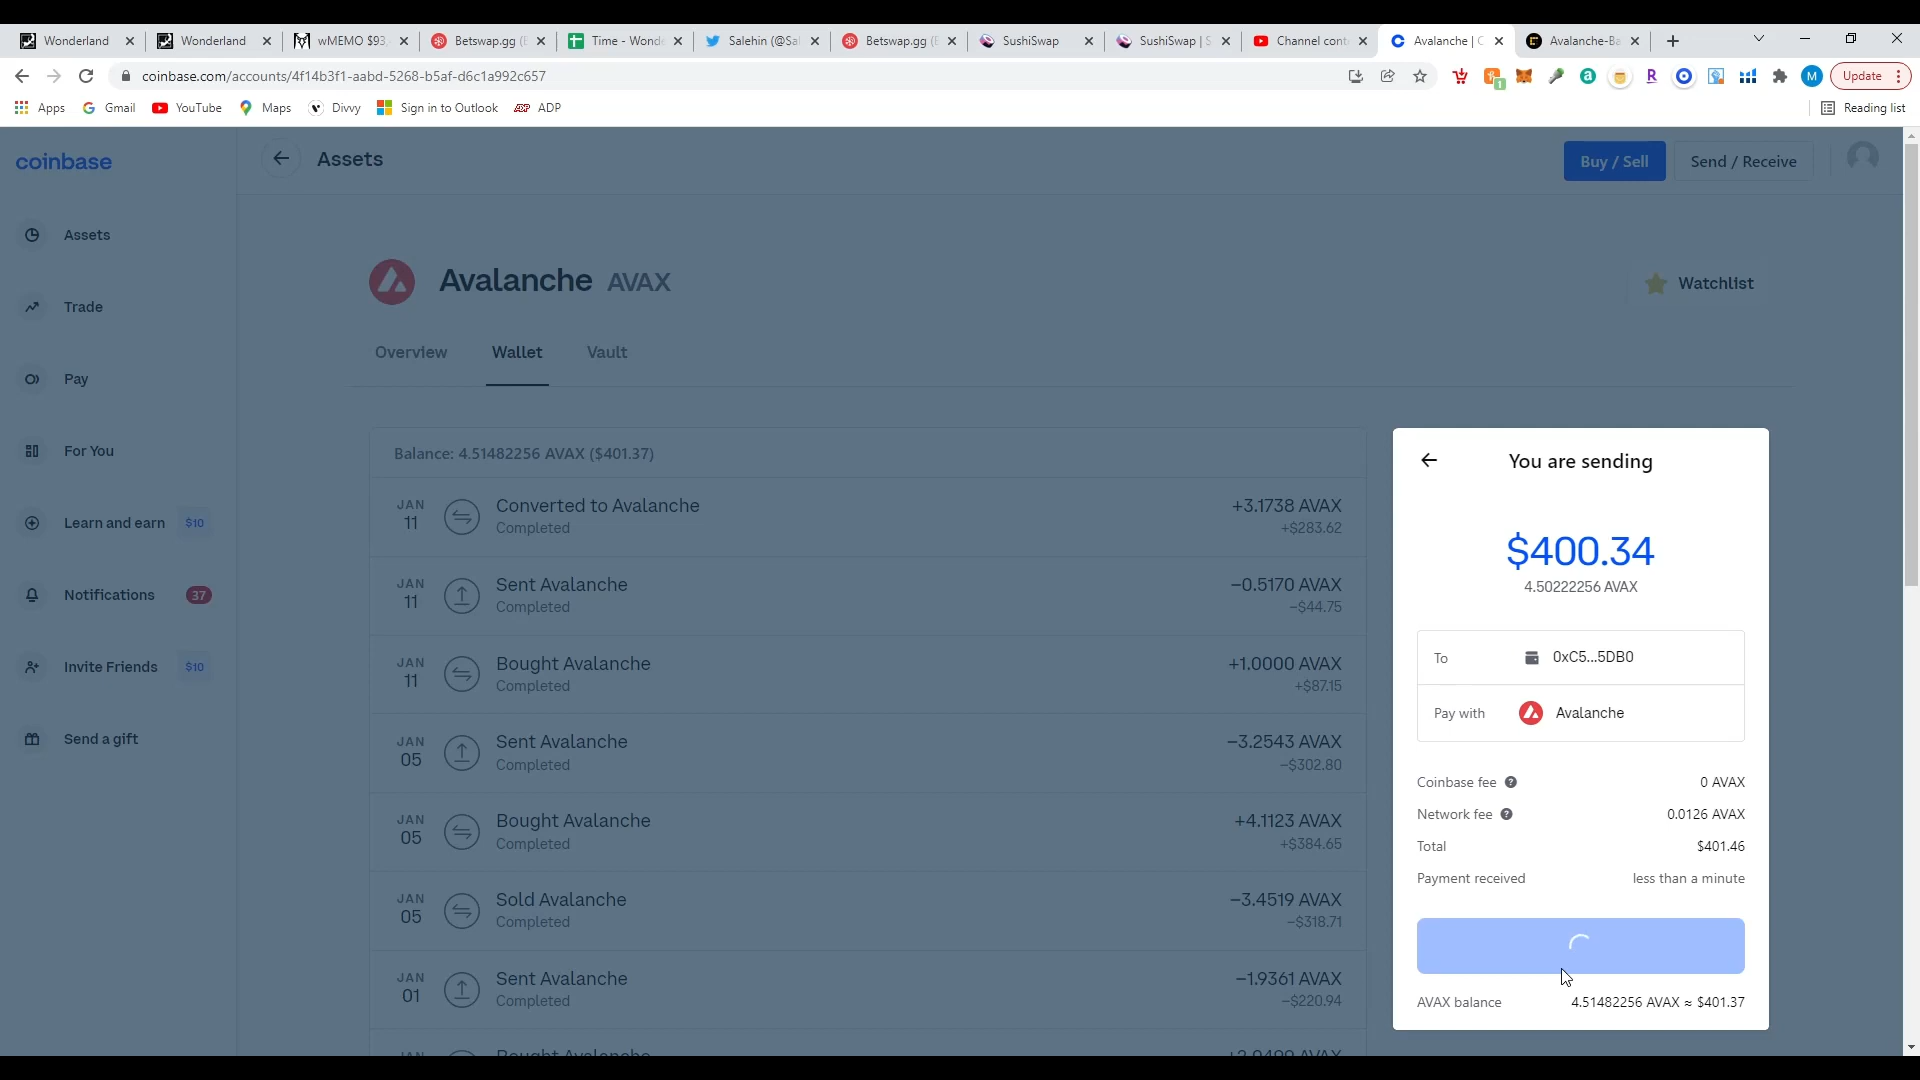 Wonderland
Wonderland
wMEMO $93,
Betswap.gg (E
Time - Wonde
Salehin (@Sal
Betswap.gg (E
SushiSwap
SushiSwap | S
Channel cont
Avalanche | C
Avalanche-Ba
coinbase.com/accounts/4f14b3f1-aabd-5268-b5af-d6c1a992c657
1
R
M
Update
Apps
Gmail
YouTube
Maps
Divvy
Sign in to Outlook
ADP
Reading list
coinbase
Assets
Buy / Sell
Send / Receive
Assets
Trade
Pay
For You
Learn and earn $10
Notifications 37
Invite Friends $10
Send a gift
Avalanche AVAX
Watchlist
Overview
Wallet
Vault
Balance: 4.51482256 AVAX ($401.37)
JAN 11
Converted to Avalanche
Completed
+3.1738 AVAX
+$283.62
JAN 11
Sent Avalanche
Completed
−0.5170 AVAX
−$44.75
JAN 11
Bought Avalanche
Completed
+1.0000 AVAX
+$87.15
JAN 05
Sent Avalanche
Completed
−3.2543 AVAX
−$302.80
JAN 05
Bought Avalanche
Completed
+4.1123 AVAX
+$384.65
JAN 05
Sold Avalanche
Completed
−3.4519 AVAX
−$318.71
JAN 01
Sent Avalanche
Completed
−1.9361 AVAX
−$220.94
JAN
Bought Avalanche
You are sending
$400.34
4.50222256 AVAX
To 0xC5...5DB0
Pay with Avalanche
Coinbase fee 0 AVAX
Network fee 0.0126 AVAX
Total $401.46
Payment received less than a minute
AVAX balance 4.51482256 AVAX ≈ $401.37